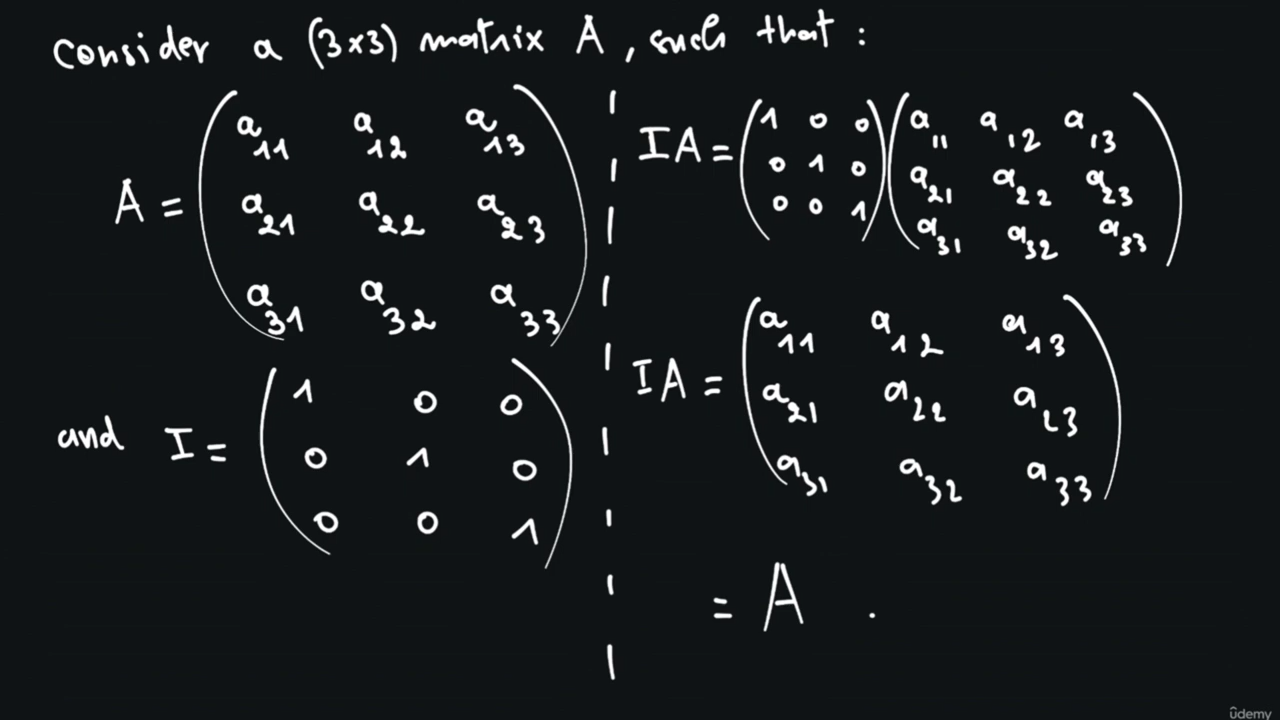 consider a (3×3) matrix A, such that :
A = ( a₁₁ a₁₂ a₁₃
a₂₁ a₂₂ a₂₃
a₃₁ a₃₂ a₃₃ )
and I = ( 1 0 0
0 1 0
0 0 1 )
IA = ( 1 0 0 ) ( a₁₁ a₁₂ a₁₃
0 1 0 a₂₁ a₂₂ a₂₃
0 0 1 a₃₁ a₃₂ a₃₃ )
IA = ( a₁₁ a₁₂ a₁₃
a₂₁ a₂₂ a₂₃
a₃₁ a₃₂ a₃₃ )
= A .
ûdemy